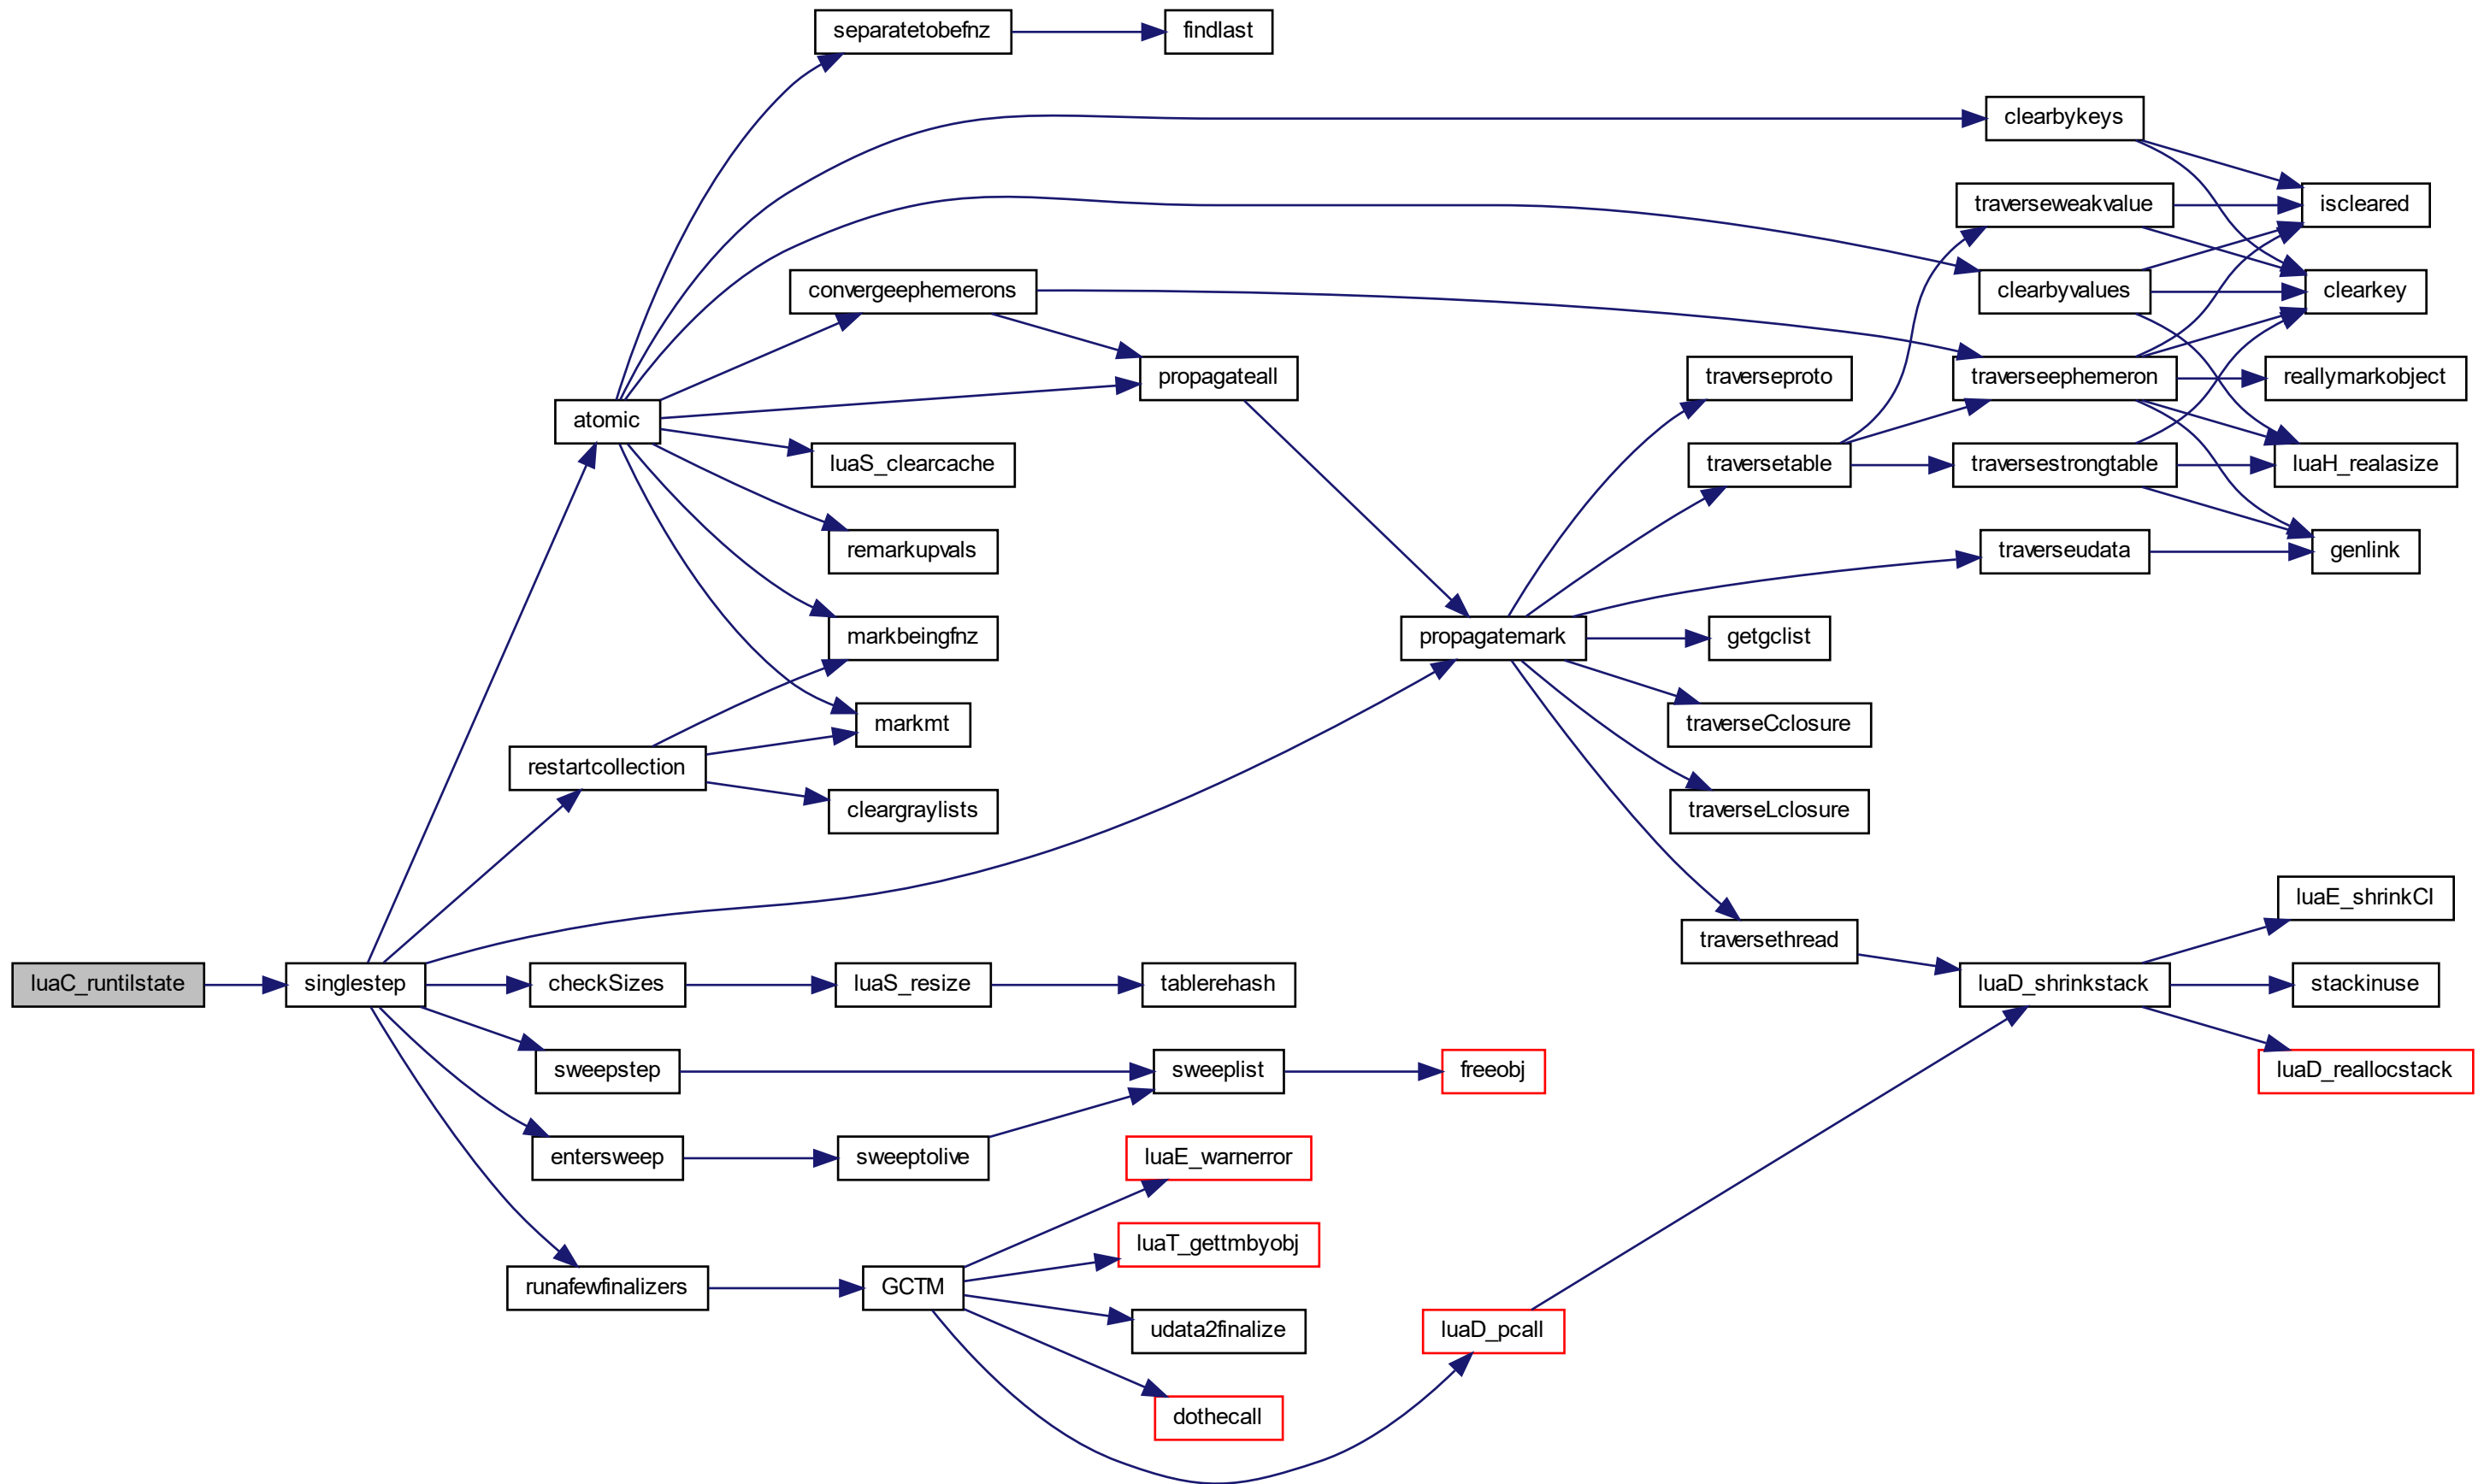 separatetobefnz
findlast
clearbykeys
traverseweakvalue
iscleared
convergeephemerons
clearbyvalues
clearkey
propagateall
traverseproto
traverseephemeron
reallymarkobject
atomic
luaS_clearcache
traversetable
traversestrongtable
luaH_realasize
remarkupvals
traverseudata
genlink
markbeingfnz
propagatemark
getgclist
markmt
traverseCclosure
restartcollection
cleargraylists
traverseLclosure
luaE_shrinkCI
traversethread
luaC_runtilstate
singlestep
checkSizes
luaS_resize
tablerehash
luaD_shrinkstack
stackinuse
sweepstep
sweeplist
freeobj
luaD_reallocstack
entersweep
sweeptolive
luaE_warnerror
luaT_gettmbyobj
runafewfinalizers
GCTM
udata2finalize
luaD_pcall
dothecall